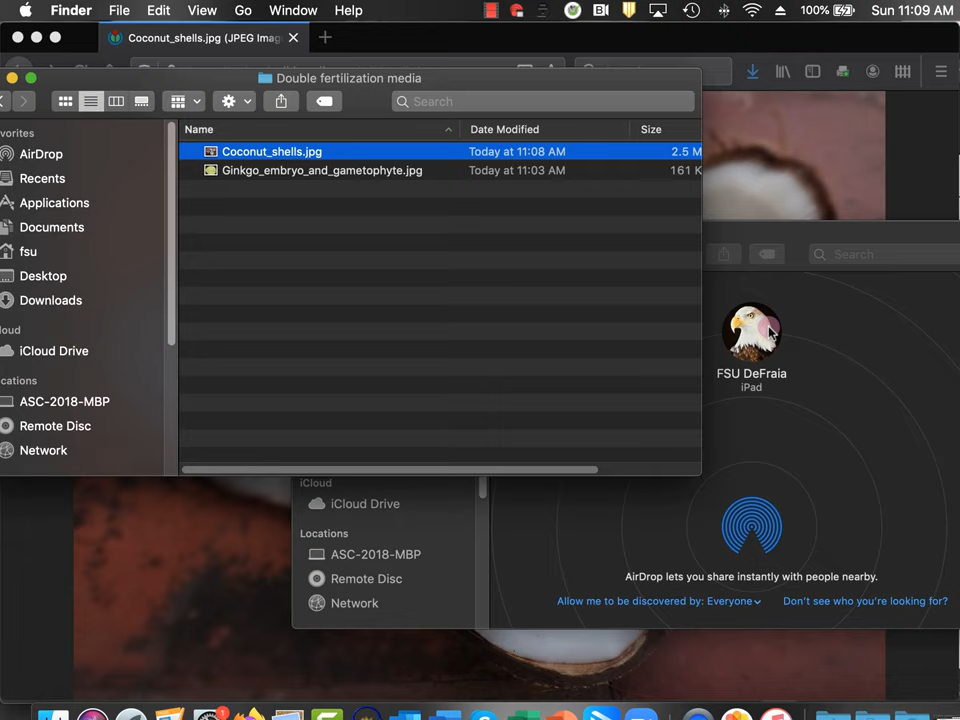 Finder File Edit View Go Window Help 100% Sun 11:09 AM
Coconut_shells.jpg (JPEG Imag
Double fertilization media
Search
avorites
AirDrop
Recents
Applications
Documents
fsu
Desktop
Downloads
loud
iCloud Drive
ocations
ASC-2018-MBP
Remote Disc
Network
Name Date Modified Size
Coconut_shells.jpg Today at 11:08 AM 2.5 M
Ginkgo_embryo_and_gametophyte.jpg Today at 11:03 AM 161 K
Search
FSU DeFraia
iPad
iCloud
iCloud Drive
Locations
ASC-2018-MBP
Remote Disc
Network
AirDrop lets you share instantly with people nearby.
Allow me to be discovered by: Everyone Don't see who you're looking for?